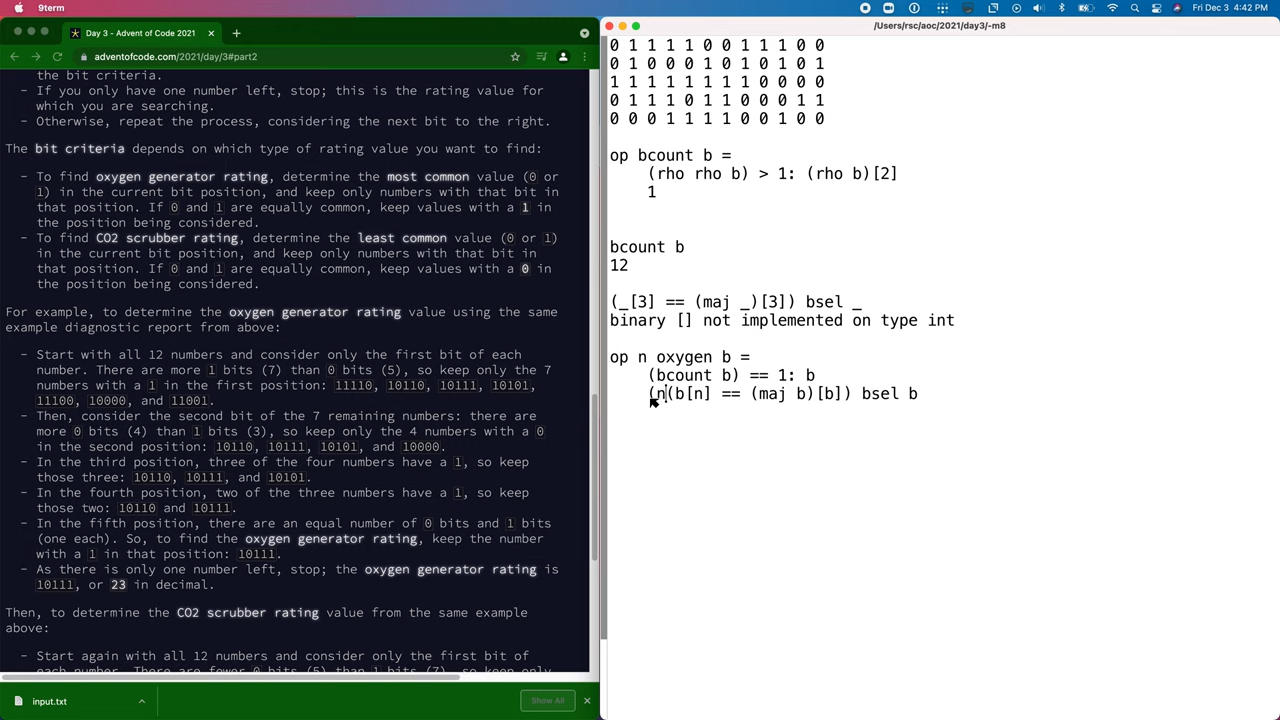 9term
Fri Dec 3 4:42 PM
Day 3 - Advent of Code 2021
adventofcode.com/2021/day/3#part2
the bit criteria.
- If you only have one number left, stop; this is the rating value for
which you are searching.
- Otherwise, repeat the process, considering the next bit to the right.
The bit criteria depends on which type of rating value you want to find:
- To find oxygen generator rating, determine the most common value (0 or
1) in the current bit position, and keep only numbers with that bit in
that position. If 0 and 1 are equally common, keep values with a 1 in
the position being considered.
- To find CO2 scrubber rating, determine the least common value (0 or 1)
in the current bit position, and keep only numbers with that bit in
that position. If 0 and 1 are equally common, keep values with a 0 in
the position being considered.
For example, to determine the oxygen generator rating value using the same
example diagnostic report from above:
- Start with all 12 numbers and consider only the first bit of each
number. There are more 1 bits (7) than 0 bits (5), so keep only the 7
numbers with a 1 in the first position: 11110, 10110, 10111, 10101,
11100, 10000, and 11001.
- Then, consider the second bit of the 7 remaining numbers: there are
more 0 bits (4) than 1 bits (3), so keep only the 4 numbers with a 0
in the second position: 10110, 10111, 10101, and 10000.
- In the third position, three of the four numbers have a 1, so keep
those three: 10110, 10111, and 10101.
- In the fourth position, two of the three numbers have a 1, so keep
those two: 10110 and 10111.
- In the fifth position, there are an equal number of 0 bits and 1 bits
(one each). So, to find the oxygen generator rating, keep the number
with a 1 in that position: 10111.
- As there is only one number left, stop; the oxygen generator rating is
10111, or 23 in decimal.
Then, to determine the CO2 scrubber rating value from the same example
above:
- Start again with all 12 numbers and consider only the first bit of
each number. There are fewer 0 bits (5) than 1 bits (7), so keep only
input.txt
Show All
/Users/rsc/aoc/2021/day3/-m8
0 1 1 1 1 0 0 1 1 1 0 0
0 1 0 0 0 1 0 1 0 1 0 1
1 1 1 1 1 1 1 1 0 0 0 0
0 1 1 1 0 1 1 0 0 0 1 1
0 0 0 1 1 1 1 0 0 1 0 0
op bcount b =
(rho rho b) > 1: (rho b)[2]
1
bcount b
12
(_[3] == (maj _)[3]) bsel _
binary [] not implemented on type int
op n oxygen b =
(bcount b) == 1: b
(n(b[n] == (maj b)[b]) bsel b